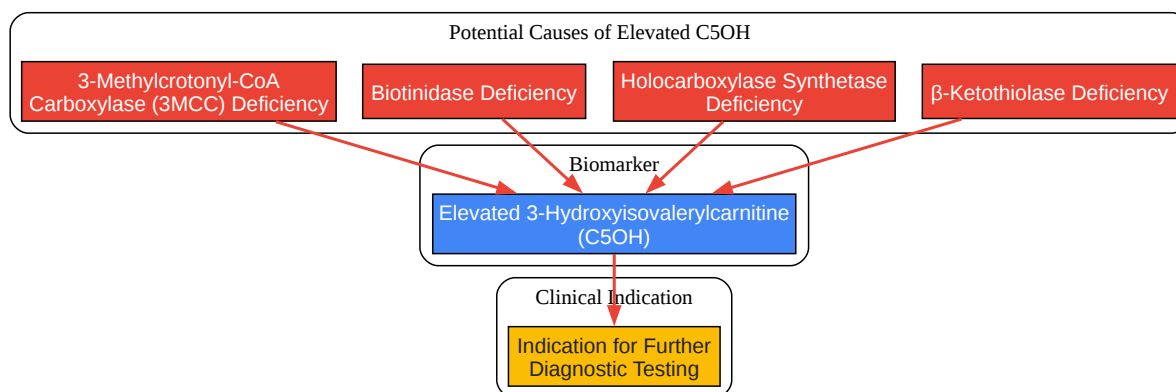 Potential Causes of Elevated C5OH
3-Methylcrotonyl-CoA
Carboxylase (3MCC) Deficiency
Biotinidase Deficiency
Holocarboxylase Synthetase
Deficiency
β-Ketothiolase Deficiency
Biomarker
Elevated 3-Hydroxyisovalerylcarnitine
(C5OH)
Clinical Indication
Indication for Further
Diagnostic Testing